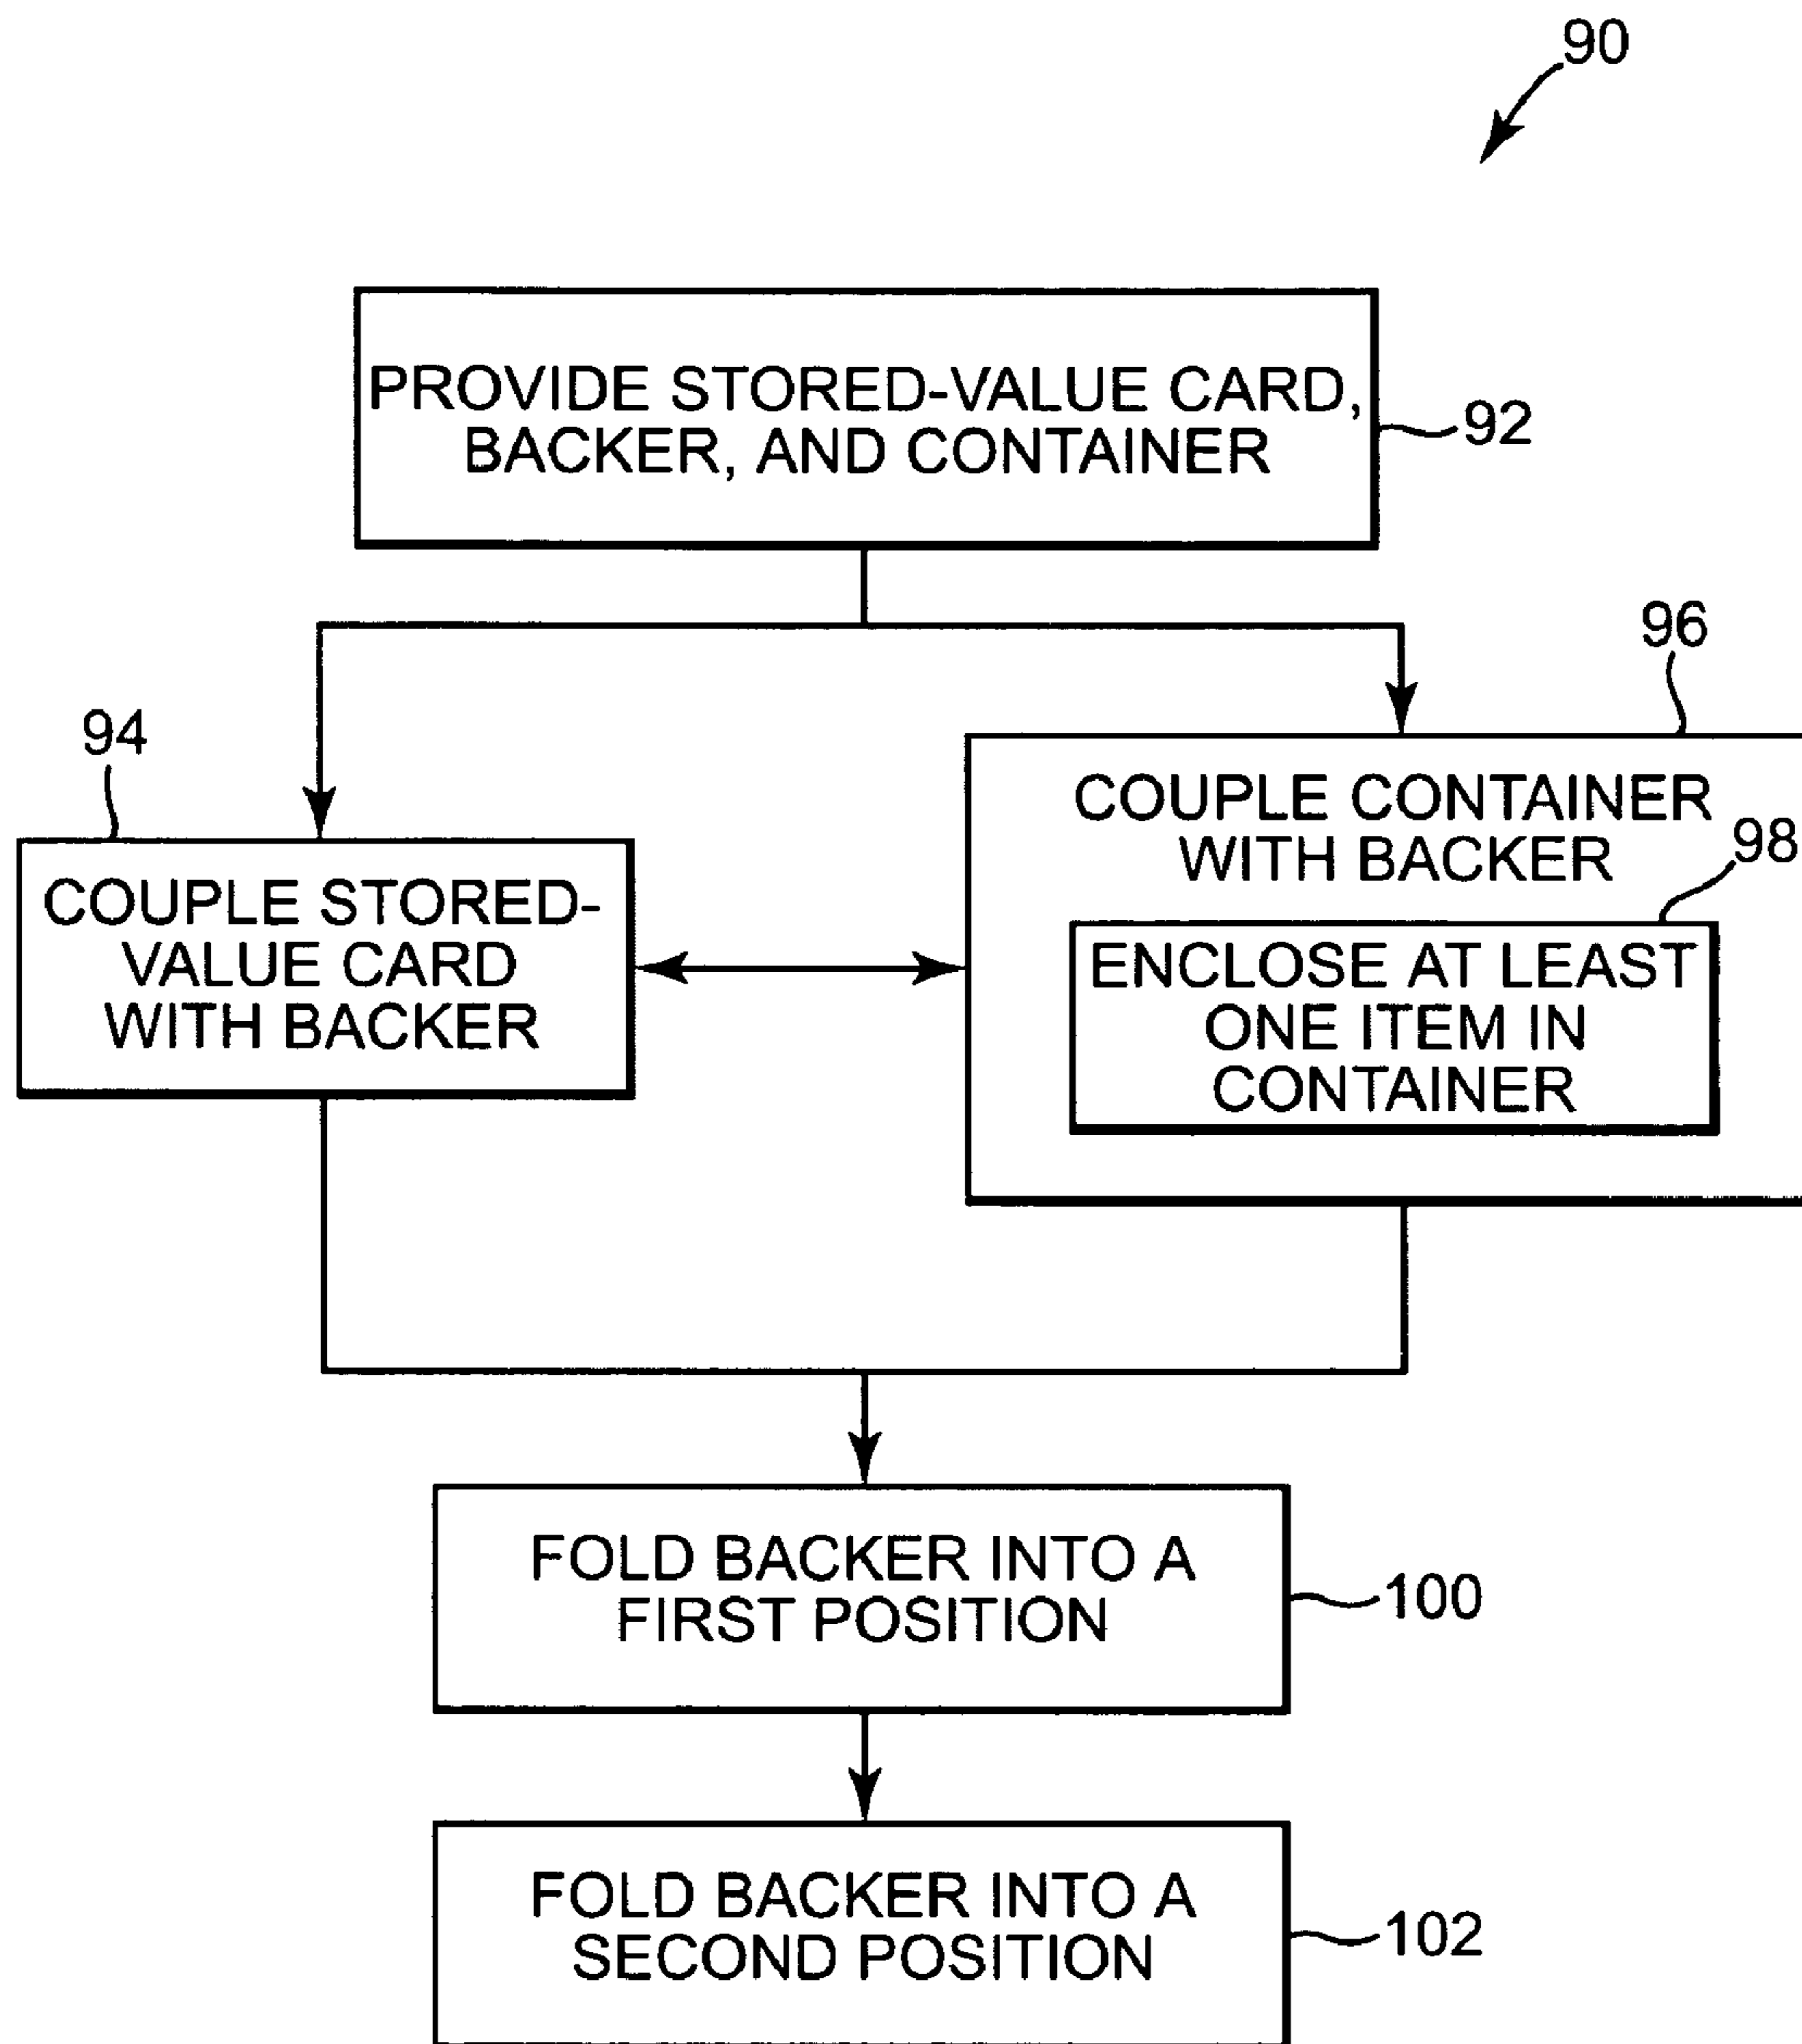 90
PROVIDE STORED-VALUE CARD,
BACKER, AND CONTAINER
92
94
COUPLE STORED-
VALUE CARD
WITH BACKER
96
COUPLE CONTAINER
WITH BACKER
98
ENCLOSE AT LEAST
ONE ITEM IN
CONTAINER
FOLD BACKER INTO A
FIRST POSITION
100
FOLD BACKER INTO A
SECOND POSITION
102